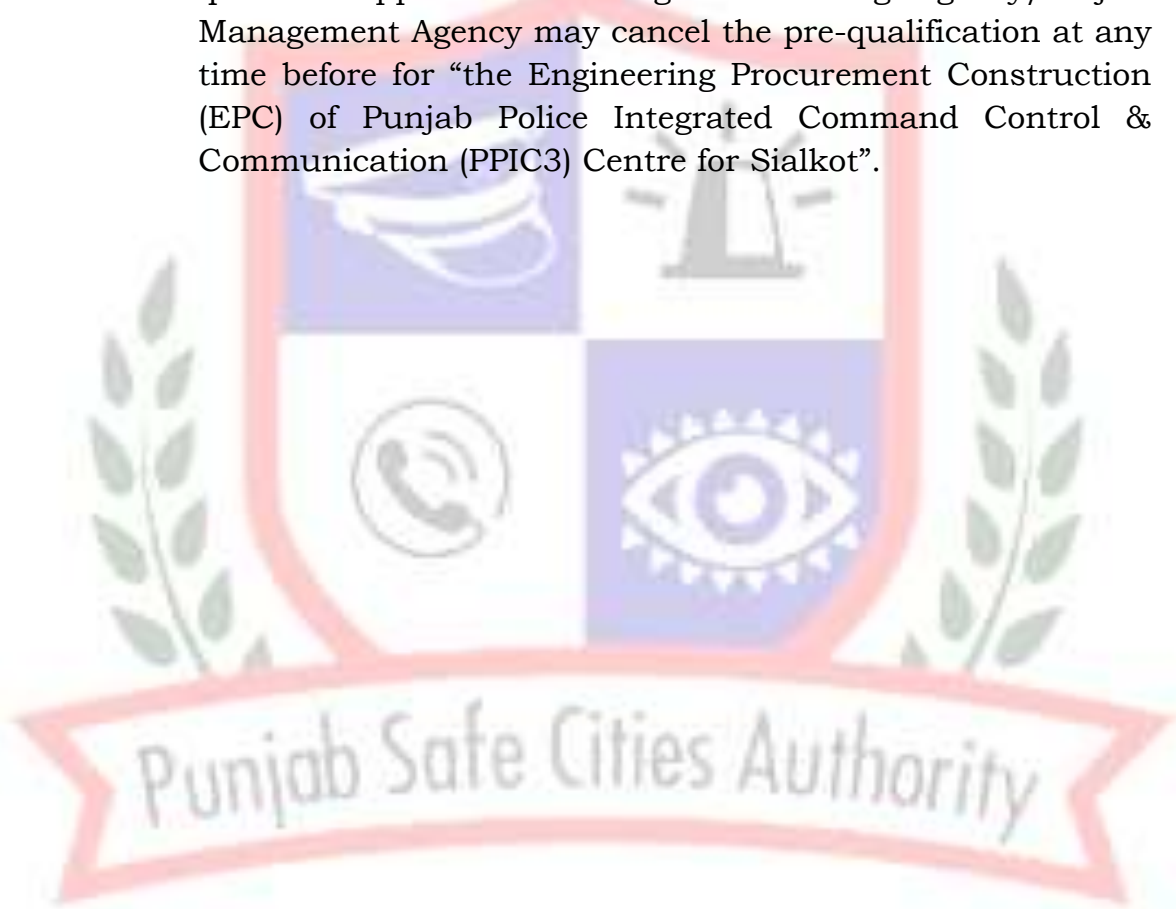 Management Agency may cancel the pre-qualification at any
time before for “the Engineering Procurement Construction
(EPC) of Punjab Police Integrated Command Control &
Communication (PPIC3) Centre for Sialkot”.
Punjab Safe Cities Authority